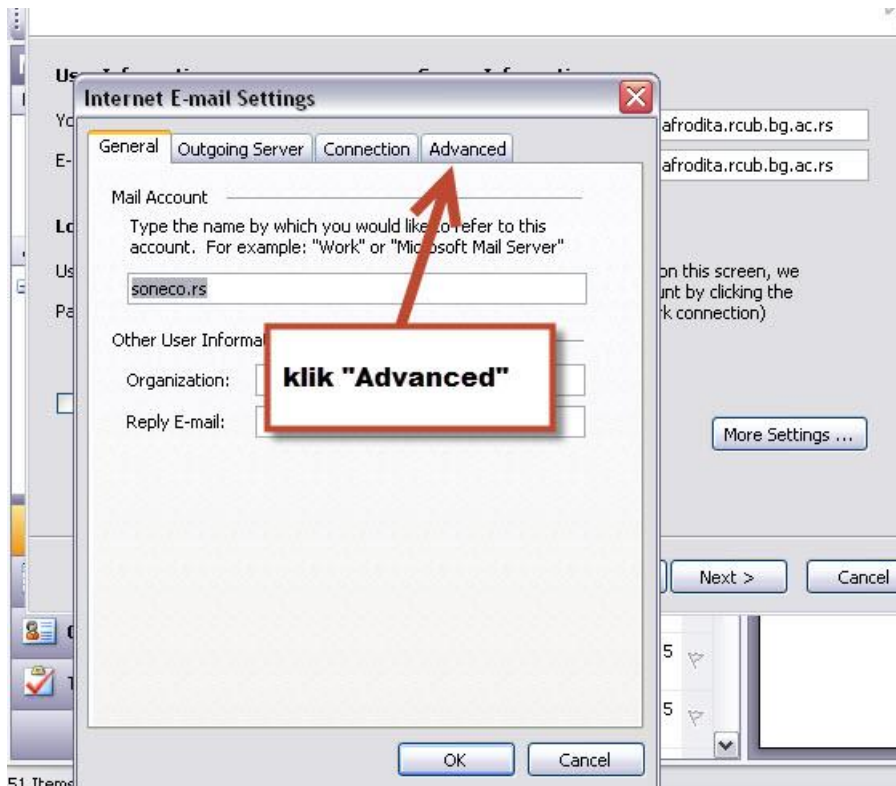 Internet E-mail Settings
General Outgoing Server Connection Advanced
Mail Account
Type the name by which you would like to refer to this
account. For example: "Work" or "Microsoft Mail Server"
soneco.rs
Other User
Organization:
Reply E-mail:
klik "Advanced"
OK Cancel
afrodita.rcub.bg.ac.rs
afrodita.rcub.bg.ac.rs
on this screen, we
by clicking the
connection)
More Settings ...
Next > Cancel
5
5
51 Items